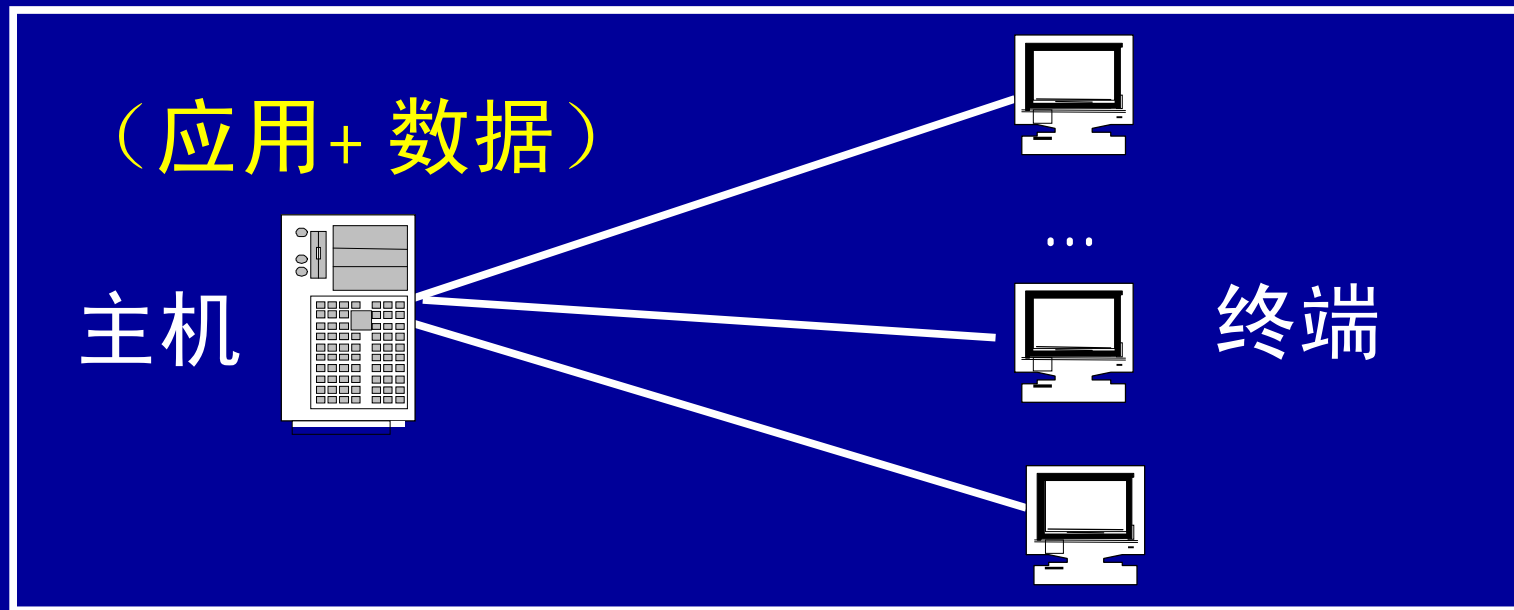 （应用+ 数据）
…
主机
终端